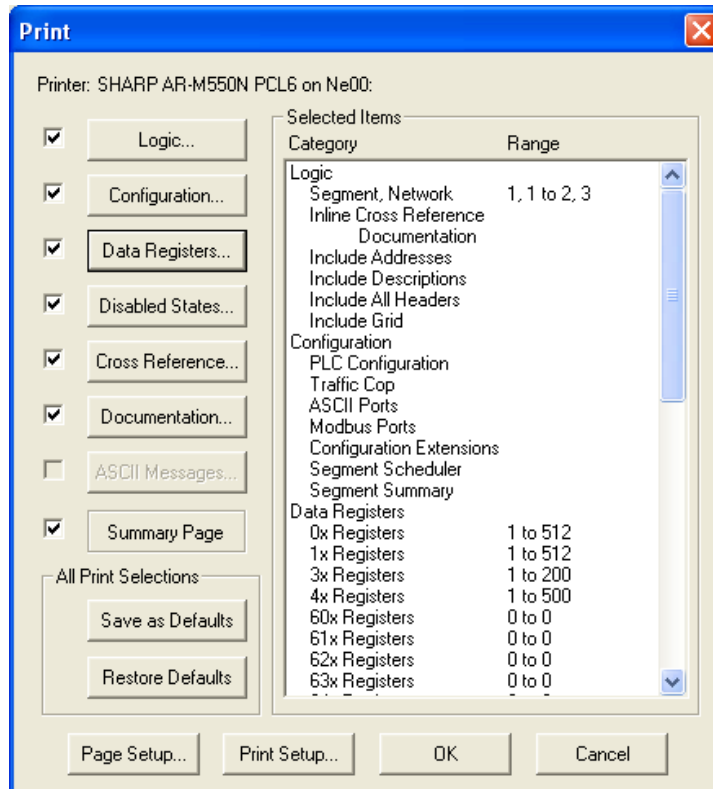 Print
Printer: SHARP AR-M550N PCL6 on Ne00:
Logic...
Configuration...
Data Registers...
Disabled States...
Cross Reference...
Documentation...
ASCII Messages...
Summary Page
All Print Selections
Save as Defaults
Restore Defaults
Selected Items
Category Range
Logic
Segment, Network 1, 1 to 2, 3
Inline Cross Reference
Documentation
Include Addresses
Include Descriptions
Include All Headers
Include Grid
Configuration
PLC Configuration
Traffic Cop
ASCII Ports
Modbus Ports
Configuration Extensions
Segment Scheduler
Segment Summary
Data Registers
0x Registers 1 to 512
1x Registers 1 to 512
3x Registers 1 to 200
4x Registers 1 to 500
60x Registers 0 to 0
61x Registers 0 to 0
62x Registers 0 to 0
63x Registers 0 to 0
Page Setup...
Print Setup...
OK
Cancel